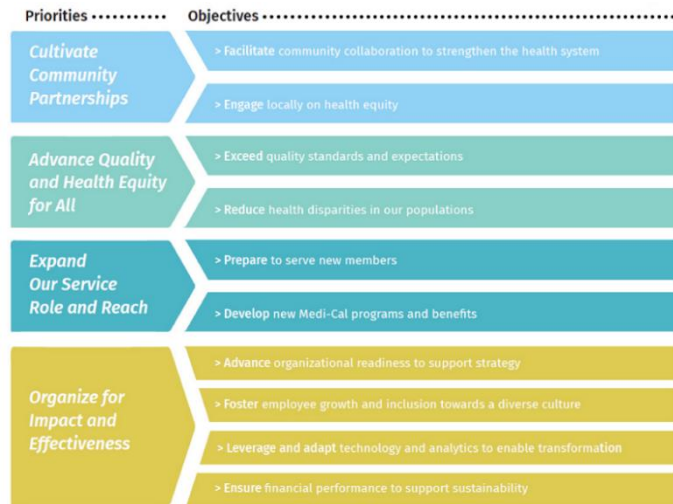 Priorities
Objectives
Cultivate
Community
Partnerships
> Facilitate community collaboration to strengthen the health system
> Engage locally on health equity
Advance Quality
and Health Equity
for All
> Exceed quality standards and expectations
> Reduce health disparities in our populations
Expand
Our Service
Role and Reach
> Prepare to serve new members
> Develop new Medi-Cal programs and benefits
Organize for
Impact and
Effectiveness
> Advance organizational readiness to support strategy
> Foster employee growth and inclusion towards a diverse culture
> Leverage and adapt technology and analytics to enable transformation
> Ensure financial performance to support sustainability